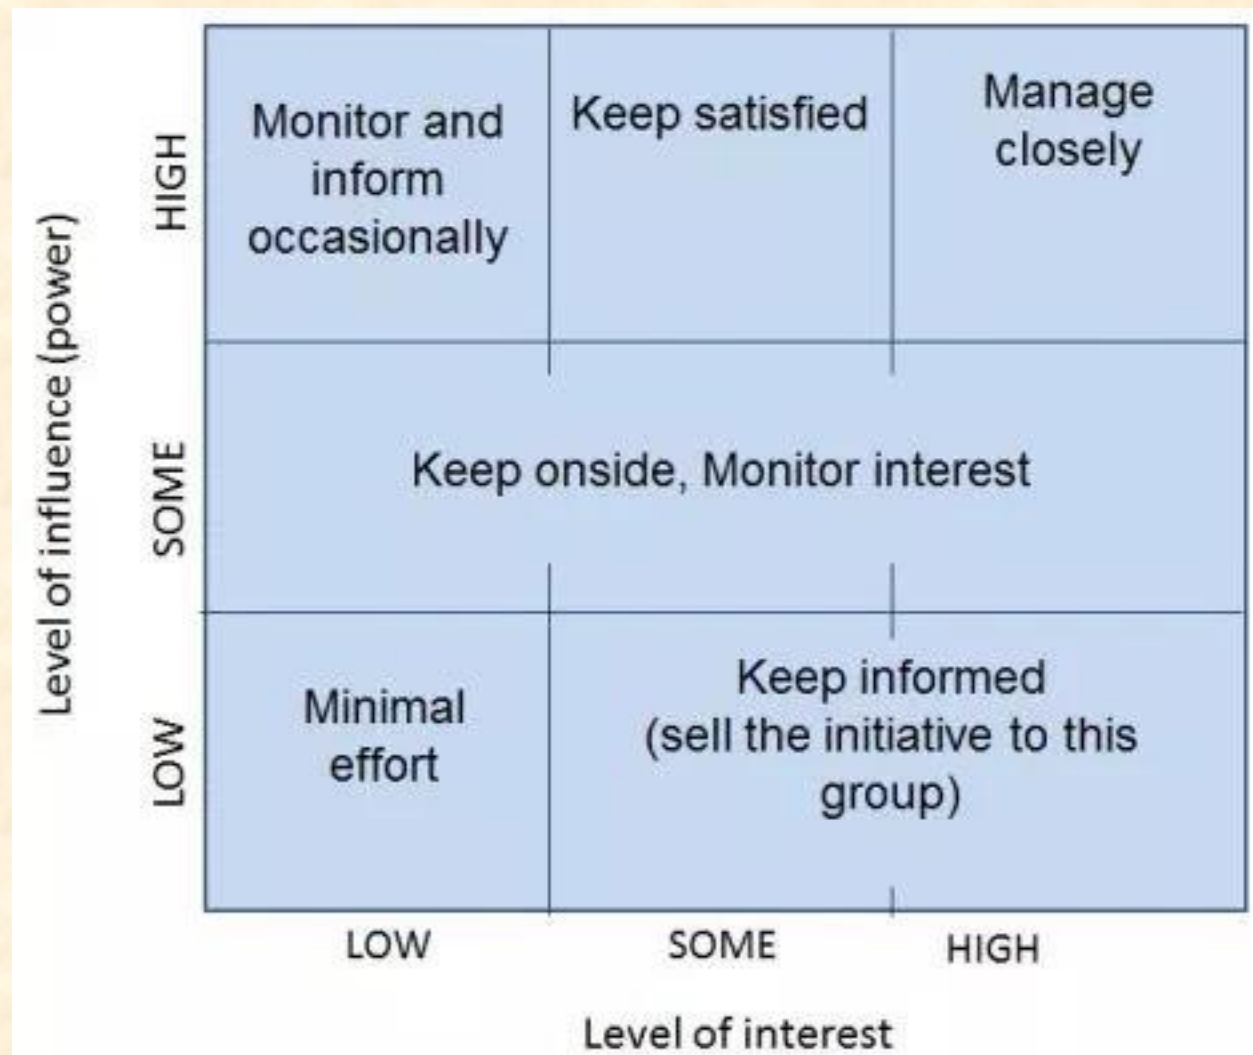 Level of influence (power)
HIGH
SOME
LOW
Monitor and
inform
occasionally
Keep satisfied
Manage
closely
Keep onside, Monitor interest
Minimal
effort
Keep informed
(sell the initiative to this
group)
LOW
SOME
HIGH
Level of interest